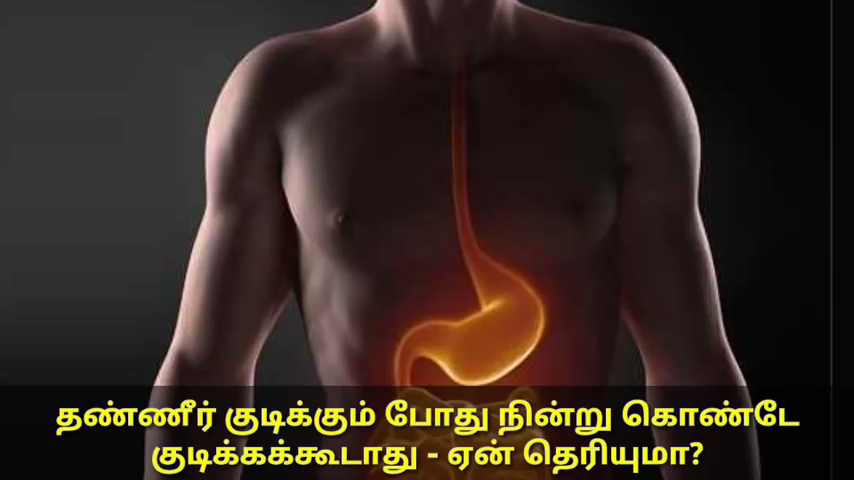 தண்ணீர் குடிக்கும் போது நின்று கொண்டே
குடிக்கக்கூடாது - ஏன் தெரியுமா?